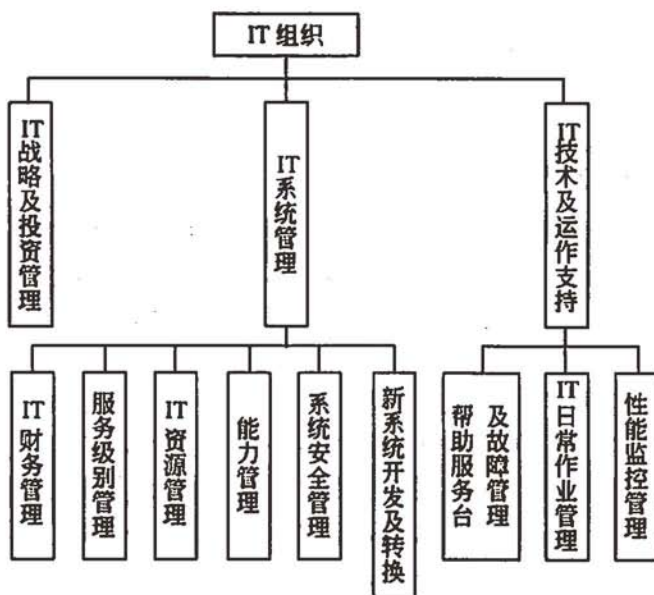 IT 组织
IT战略及投资管理
IT系统管理
IT技术及运作支持
IT财务管理
服务级别管理
IT资源管理
能力管理
系统安全管理
新系统开发及转换
帮助服务台
及故障管理
IT日常作业管理
性能监控管理